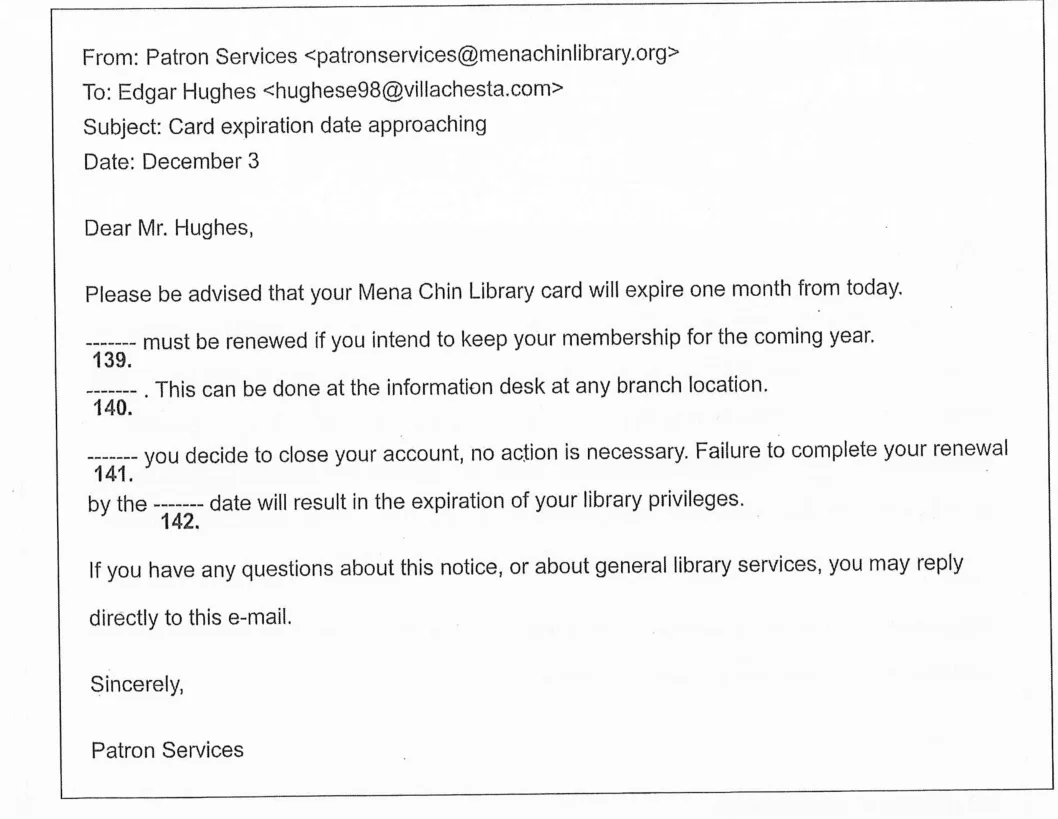 From: Patron Services <patronservices@menachinlibrary.org>
To: Edgar Hughes <hughese98@villachesta.com>
Subject: Card expiration date approaching
Date: December 3
Dear Mr. Hughes,
Please be advised that your Mena Chin Library card will expire one month from today.
------- must be renewed if you intend to keep your membership for the coming year.
139.
------- . This can be done at the information desk at any branch location.
140.
------- you decide to close your account, no action is necessary. Failure to complete your renewal
141.
by the ------- date will result in the expiration of your library privileges.
142.
If you have any questions about this notice, or about general library services, you may reply
directly to this e-mail.
Sincerely,
Patron Services